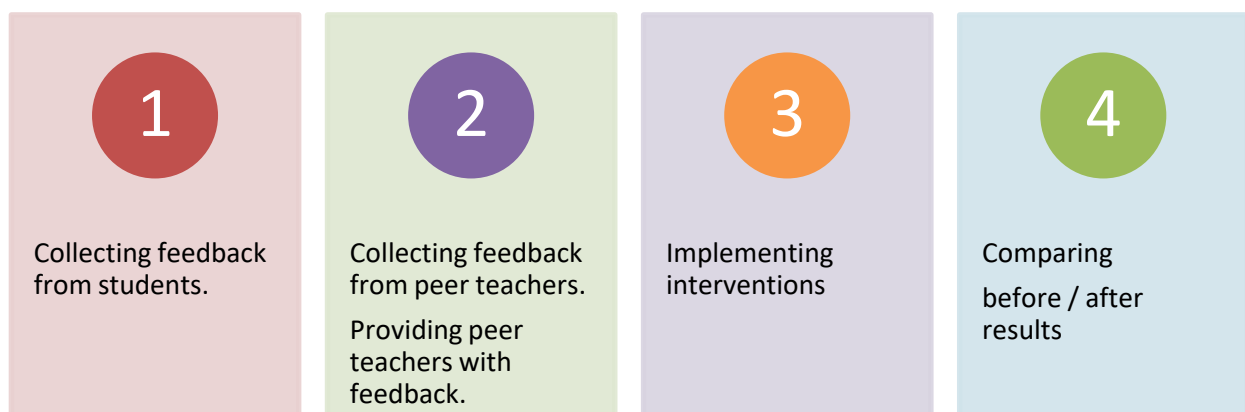 1
Collecting feedback
from students.
2
Collecting feedback
from peer teachers.
Providing peer
teachers with
feedback.
3
Implementing
interventions
4
Comparing
before / after
results